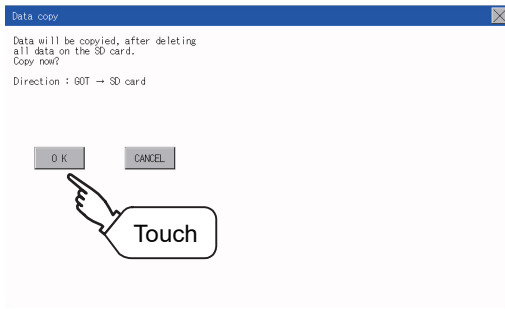 Data copy
Data will be copyied, after deleting
all data on the SD card.
Copy now?
Direction : GOT → SD card
O K
CANCEL
Touch